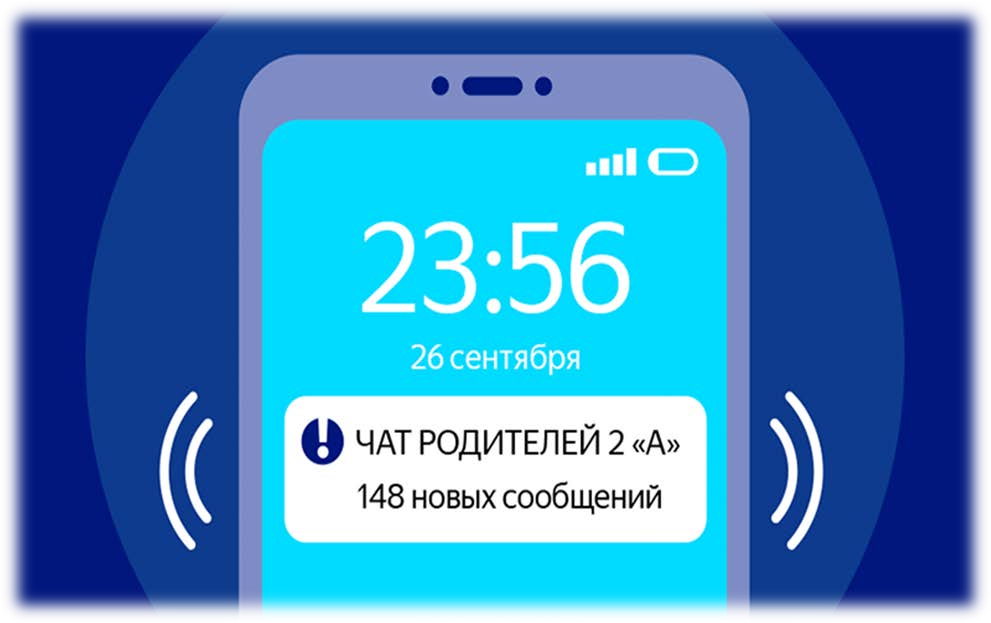 23:56
26 сентября
ЧАТ РОДИТЕЛЕЙ 2 «А»
148 новых сообщений